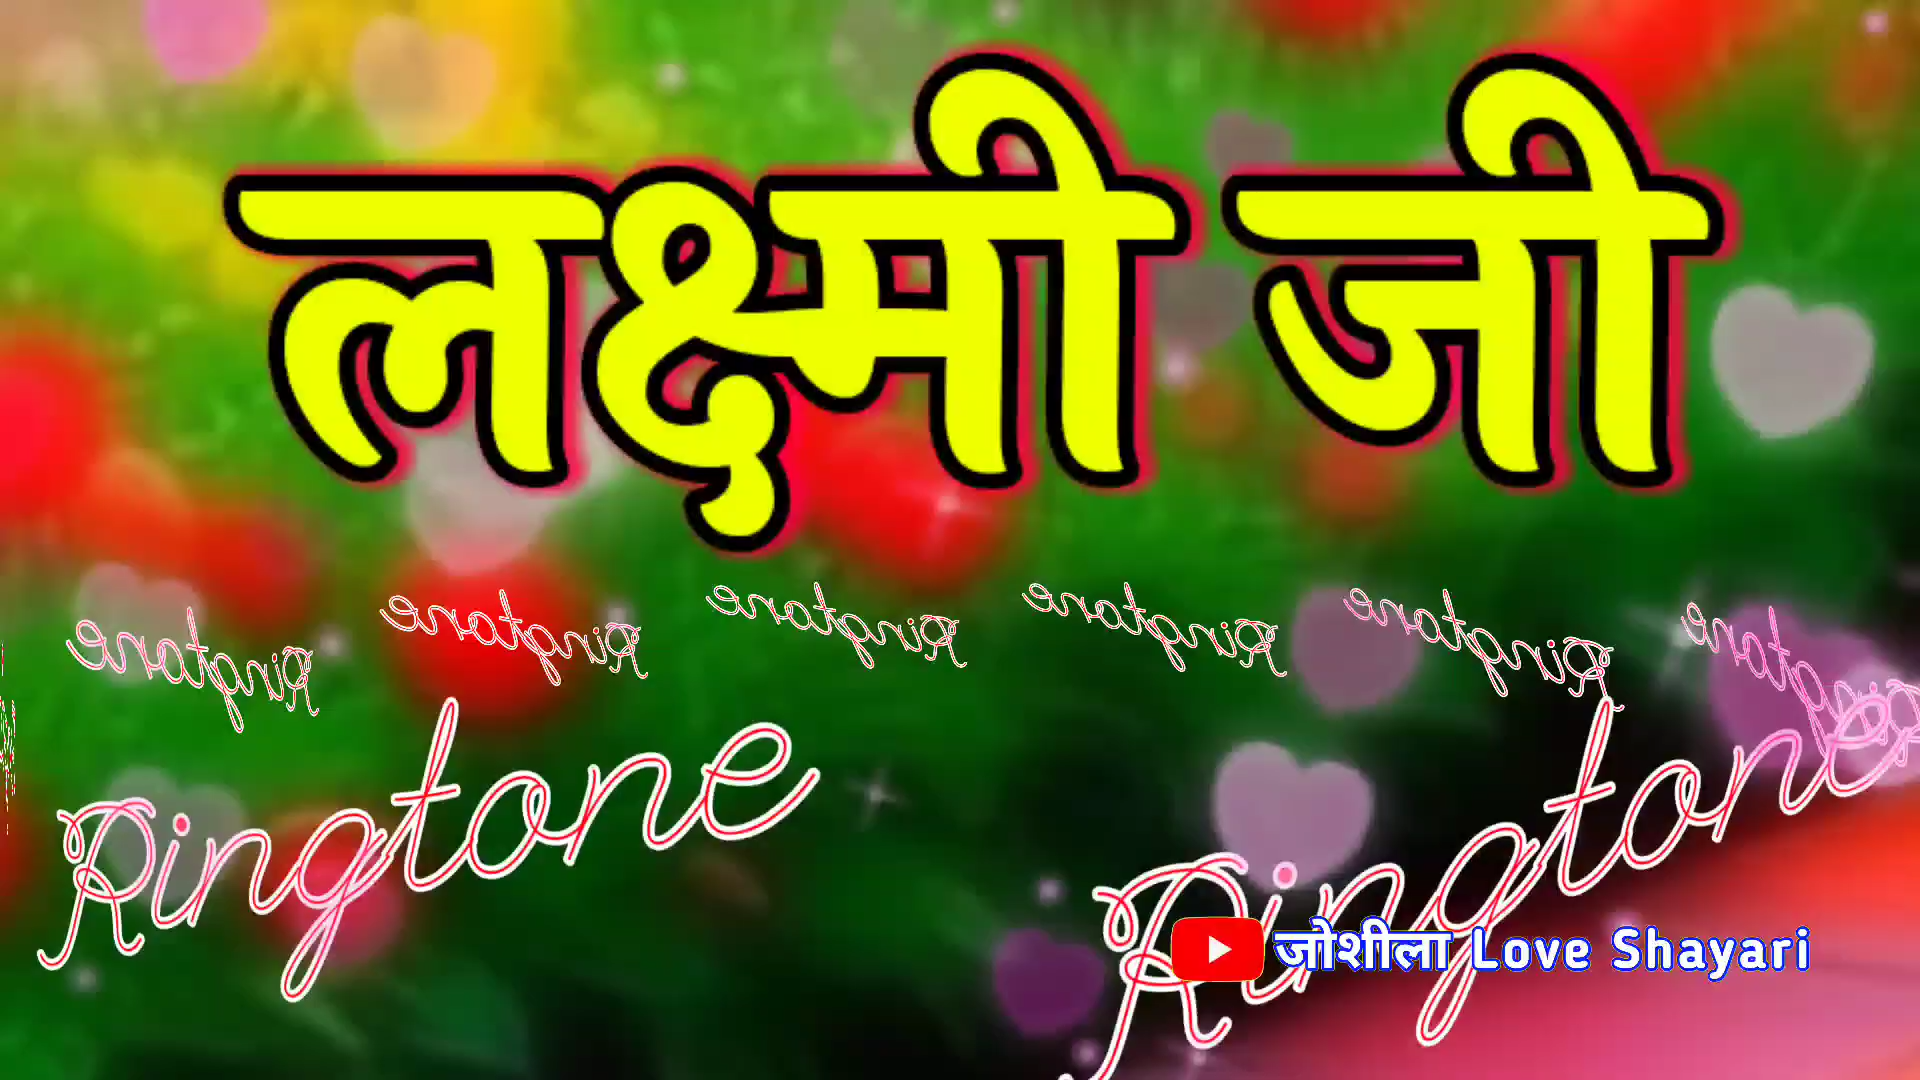 लक्ष्मी जी
Ringtone Ringtone Ringtone Ringtone Ringtone Ringtone
Ringtone Ringtone
जोशीला Love Shayari